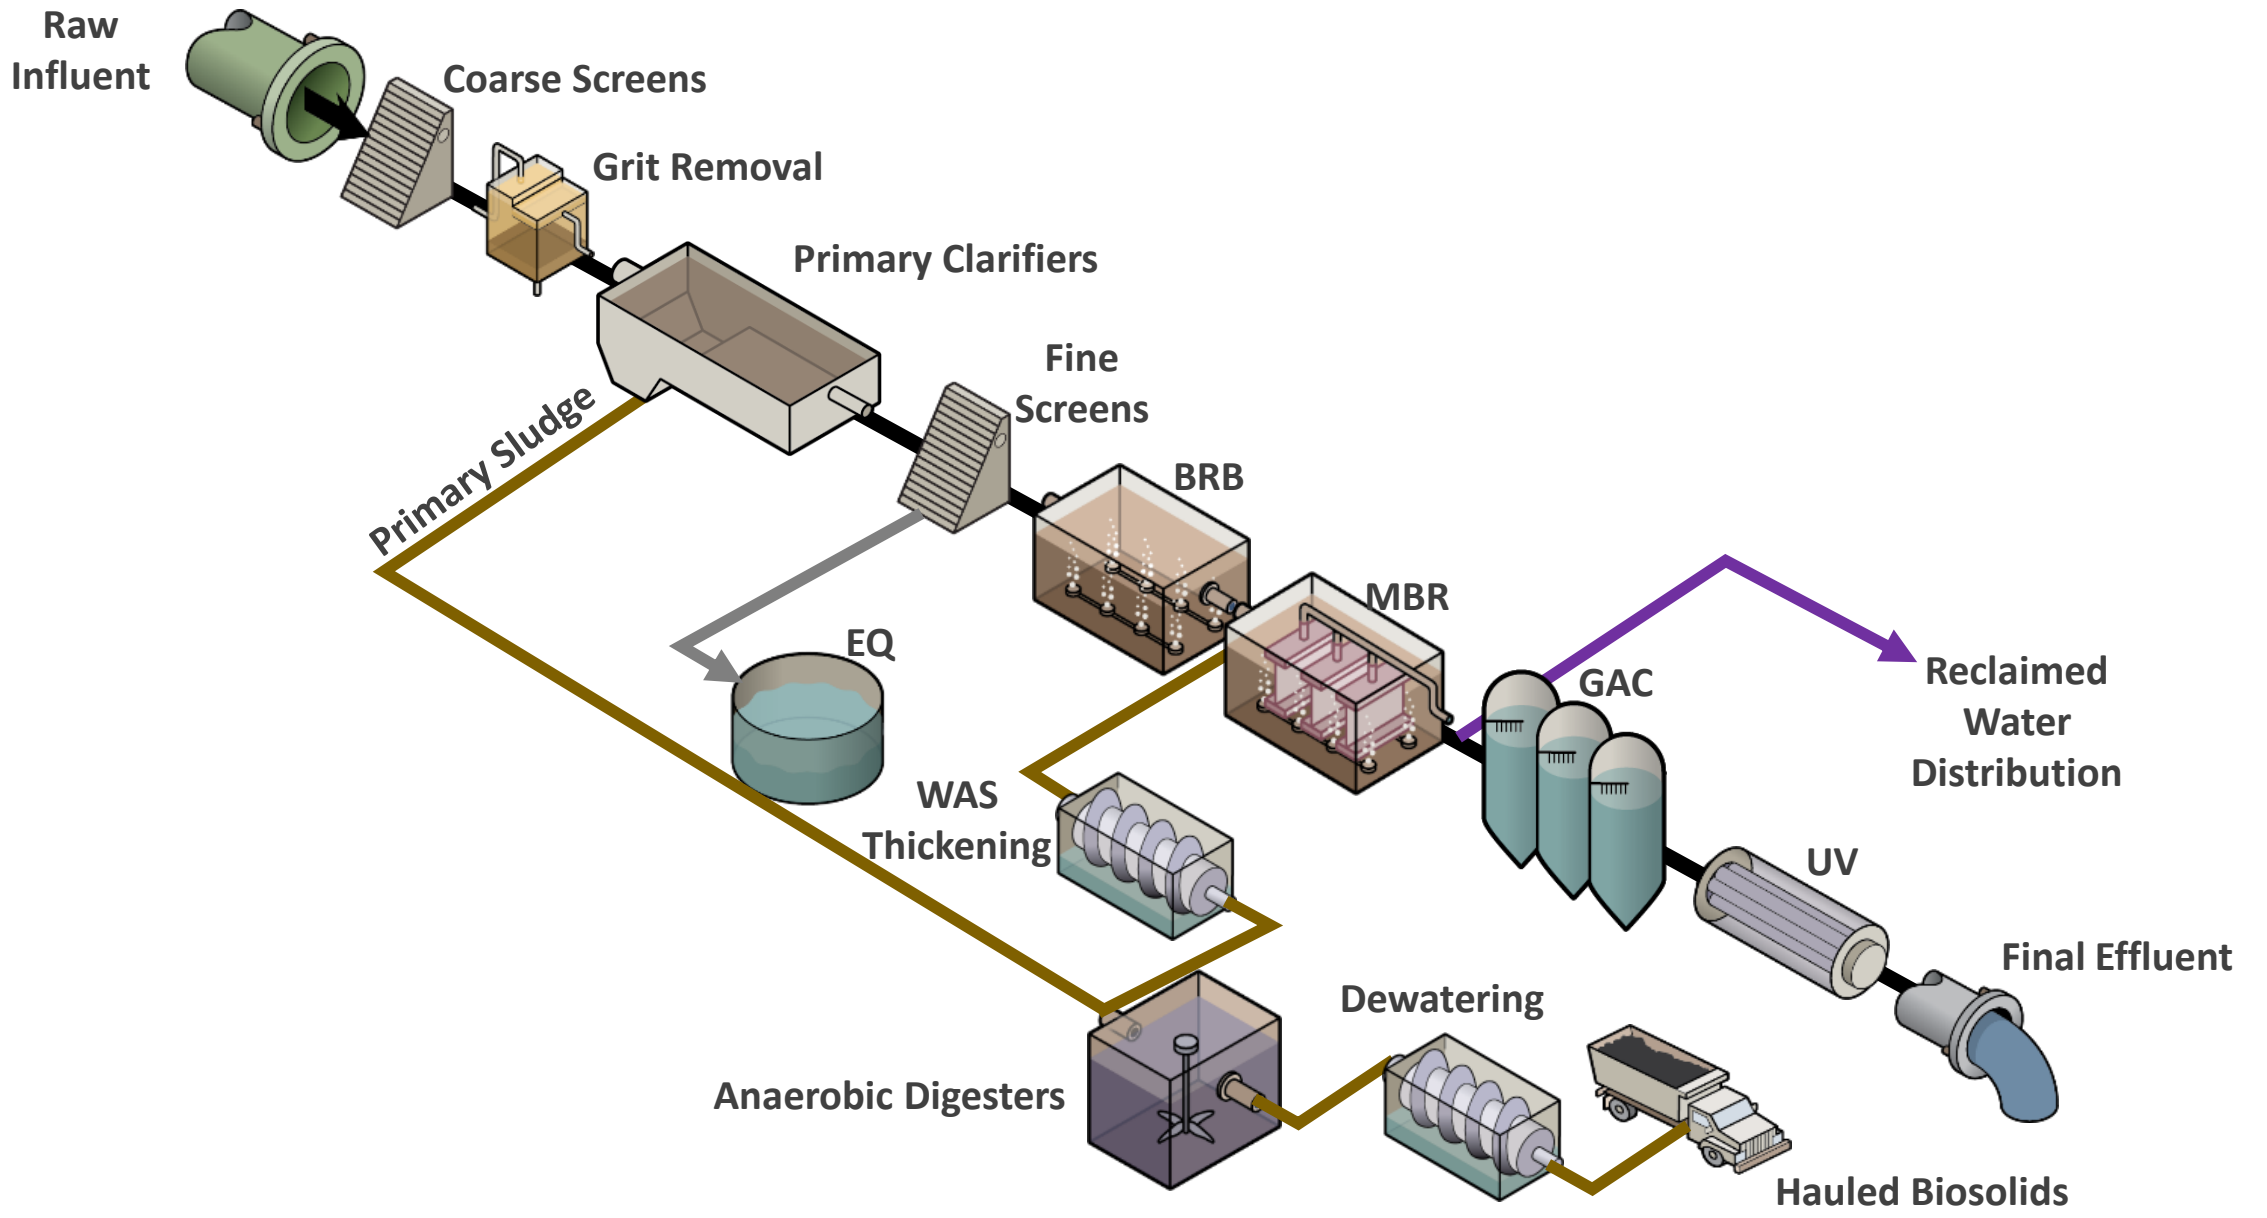 Raw
Influent
Coarse Screens
Grit Removal
Primary Clarifiers
Fine
Screens
Primary Sludge
BRB
MBR
EQ
GAC
Reclaimed
Water
Distribution
WAS
Thickening
UV
Final Effluent
Dewatering
Anaerobic Digesters
Hauled Biosolids